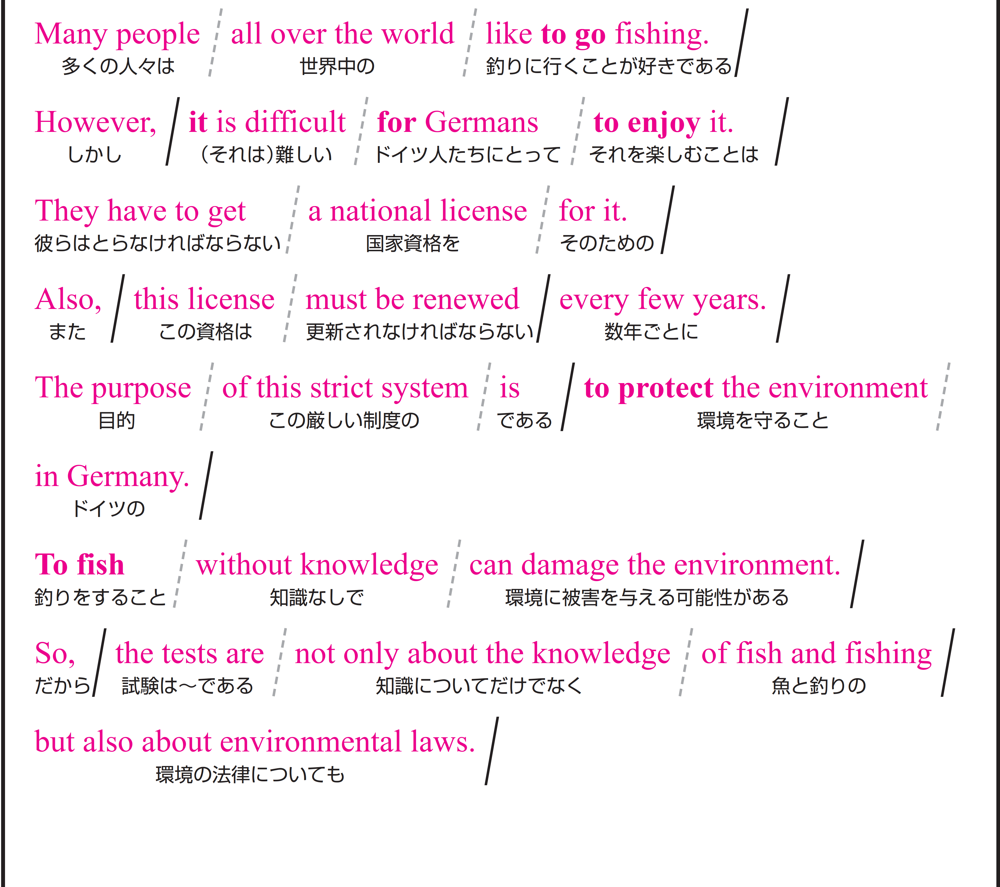 Many people all over the world like to go fishing.
多くの人々は 世界中の 釣りに行くことが好きである
However, it is difficult for Germans to enjoy it.
しかし （それは）難しい ドイツ人たちにとって それを楽しむことは
They have to get a national license for it.
彼らはとらなければならない 国家資格を そのための
Also, this license must be renewed every few years.
また この資格は 更新されなければならない 数年ごとに
The purpose of this strict system is to protect the environment
目的 この厳しい制度の である 環境を守ること
in Germany.
ドイツの
To fish without knowledge can damage the environment.
釣りをすること 知識なしで 環境に被害を与える可能性がある
So, the tests are not only about the knowledge of fish and fishing
だから 試験は～である 知識についてだけでなく 魚と釣りの
but also about environmental laws.
環境の法律についても